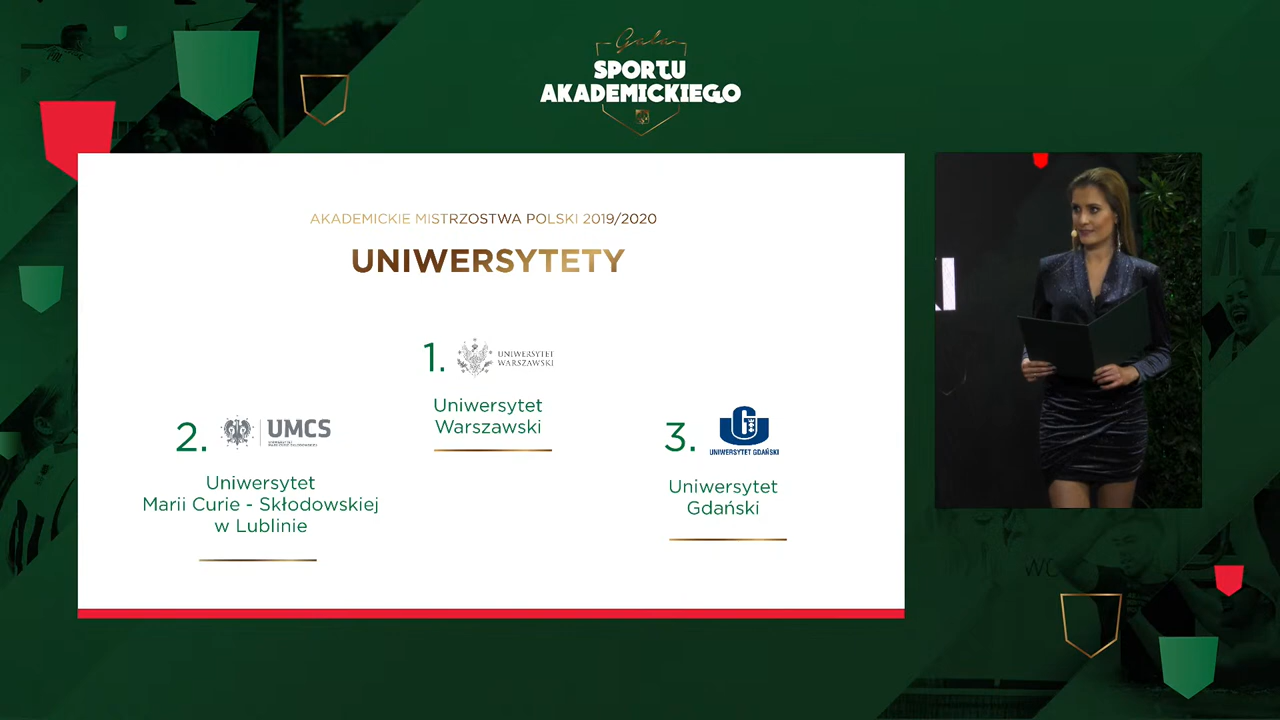 Gala
SPORTU
AKADEMICKIEGO
AKADEMICKIE MISTRZOSTWA POLSKI 2019/2020
UNIWERSYTETY
1.
UNIWERSYTET
WARSZAWSKI
Uniwersytet
Warszawski
2.
UMCS
Uniwersytet
Marii Curie - Skłodowskiej
w Lublinie
3.
UNIWERSYTET GDAŃSKI
Uniwersytet
Gdański